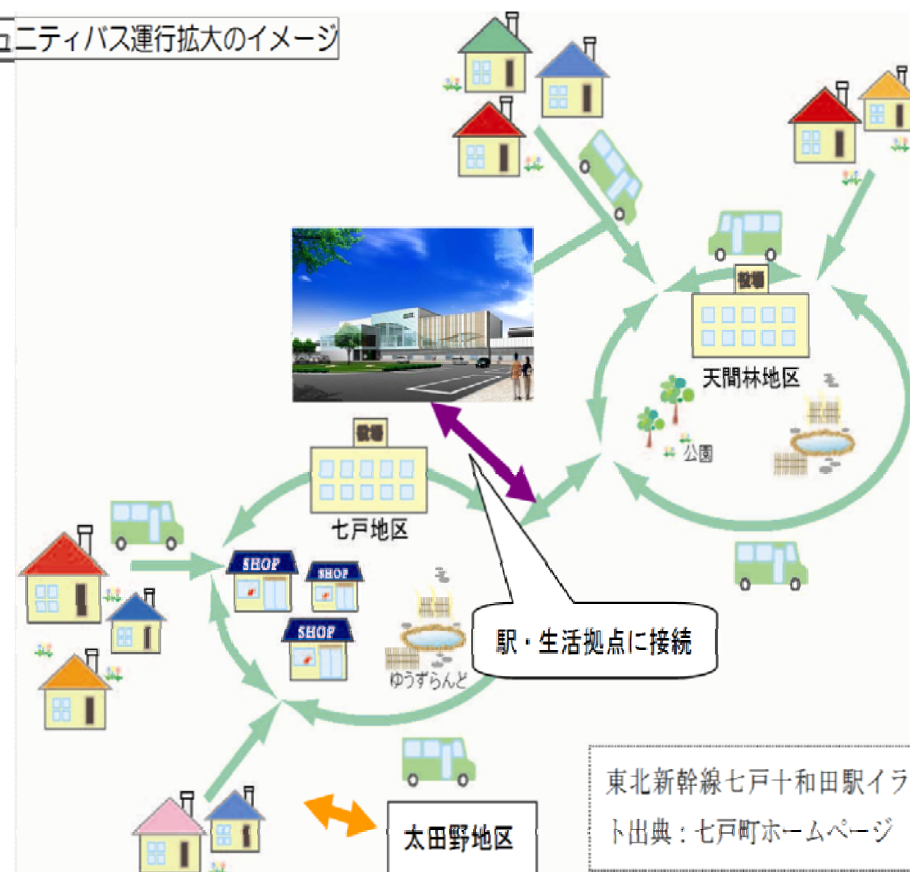 ュニティバス運行拡大のイメージ
役場
天間林地区
公園
役場
七戸地区
SHOP
SHOP
SHOP
ゆうずらんど
駅・生活拠点に接続
太田野地区
東北新幹線七戸十和田駅イラ
ト出典：七戸町ホームページ